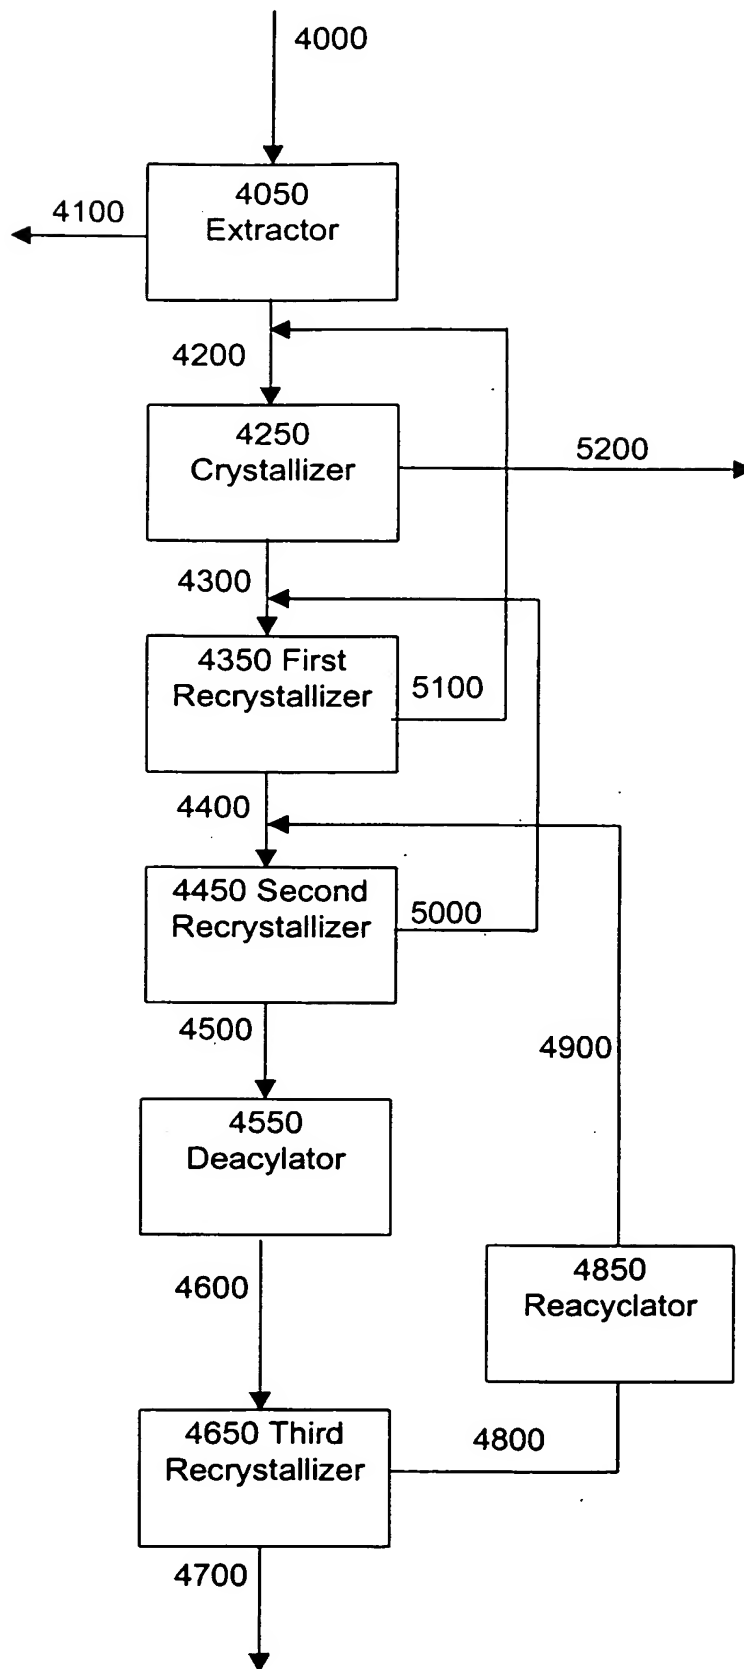 4000
4100
4050
Extractor
4200
4250
Crystallizer
5200
4300
4350 First
Recrystallizer
5100
4400
4450 Second
Recrystallizer
5000
4500
4900
4550
Deacylator
4600
4850
Reacyclator
4650 Third
Recrystallizer
4800
4700